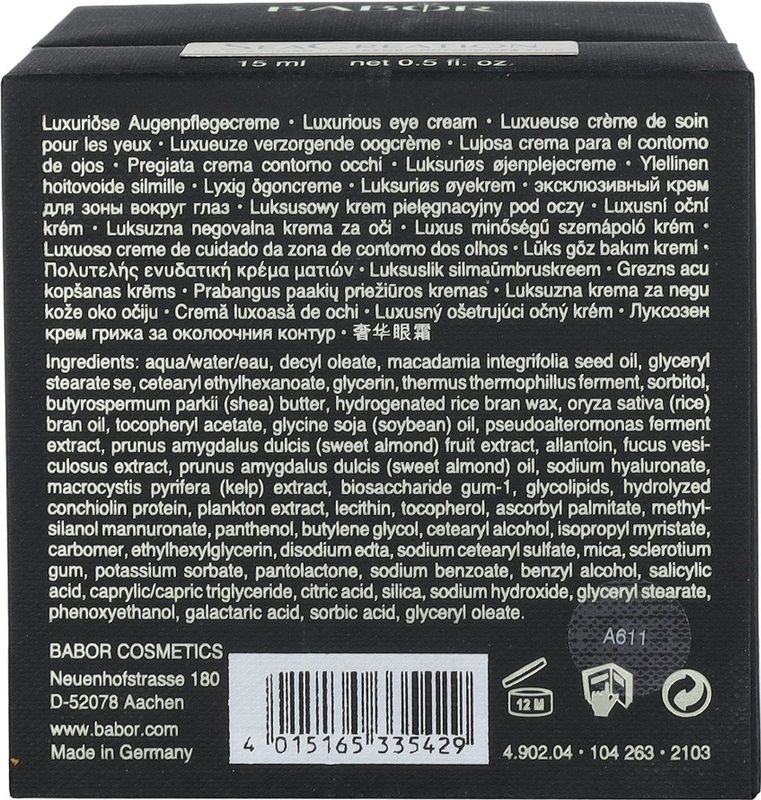 BABOR
SEACREATION
15 ml net 0.5 fl. oz.
Luxuriöse Augenpflegecreme · Luxurious eye cream · Luxueuse crème de soin
pour les yeux · Luxueuze verzorgende oogcrème · Lujosa crema para el contorno
de ojos · Pregiata crema contorno occhi · Luksuriøs øjenplejecreme · Ylellinen
hoitovoide silmille · Lyxig ögoncreme · Luksuriøs øyekrem · эксклюзивный крем
для зоны вокруг глаз · Luksusowy krem pielęgnacyjny pod oczy · Luxusní oční
krém · Luksuzna negovalna krema za oči · Luxus minőségű szemápoló krém ·
Luxuoso creme de cuidado da zona de contorno dos olhos · Lüks göz bakım kremi ·
Πολυτελής ενυδατική κρέμα ματιών · Luksuslik silmaümbruskreem · Grezns acu
kopšanas krēms · Prabangus paakių priežiūros kremas · Luksuzna krema za negu
kože oko očiju · Cremă luxoasă de ochi · Luxusný ošetrujúci očný krém · Луксозен
крем грижа за околоочния контур · 奢华眼霜
Ingredients: aqua/water/eau, decyl oleate, macadamia integrifolia seed oil, glyceryl
stearate se, cetearyl ethylhexanoate, glycerin, thermus thermophillus ferment, sorbitol,
butyrospermum parkii (shea) butter, hydrogenated rice bran wax, oryza sativa (rice)
bran oil, tocopheryl acetate, glycine soja (soybean) oil, pseudoalteromonas ferment
extract, prunus amygdalus dulcis (sweet almond) fruit extract, allantoin, fucus vesi-
culosus extract, prunus amygdalus dulcis (sweet almond) oil, sodium hyaluronate,
macrocystis pyrifera (kelp) extract, biosaccharide gum-1, glycolipids, hydrolyzed
conchiolin protein, plankton extract, lecithin, tocopherol, ascorbyl palmitate, methyl-
silanol mannuronate, panthenol, butylene glycol, cetearyl alcohol, isopropyl myristate,
carbomer, ethylhexylglycerin, disodium edta, sodium cetearyl sulfate, mica, sclerotium
gum, potassium sorbate, pantolactone, sodium benzoate, benzyl alcohol, salicylic
acid, caprylic/capric triglyceride, citric acid, silica, sodium hydroxide, glyceryl stearate,
phenoxyethanol, galactaric acid, sorbic acid, glyceryl oleate.
A611
BABOR COSMETICS
Neuenhofstrasse 180
D-52078 Aachen
www.babor.com
Made in Germany
4 015165 335429
12 M
4.902.04 · 104 263 · 2103